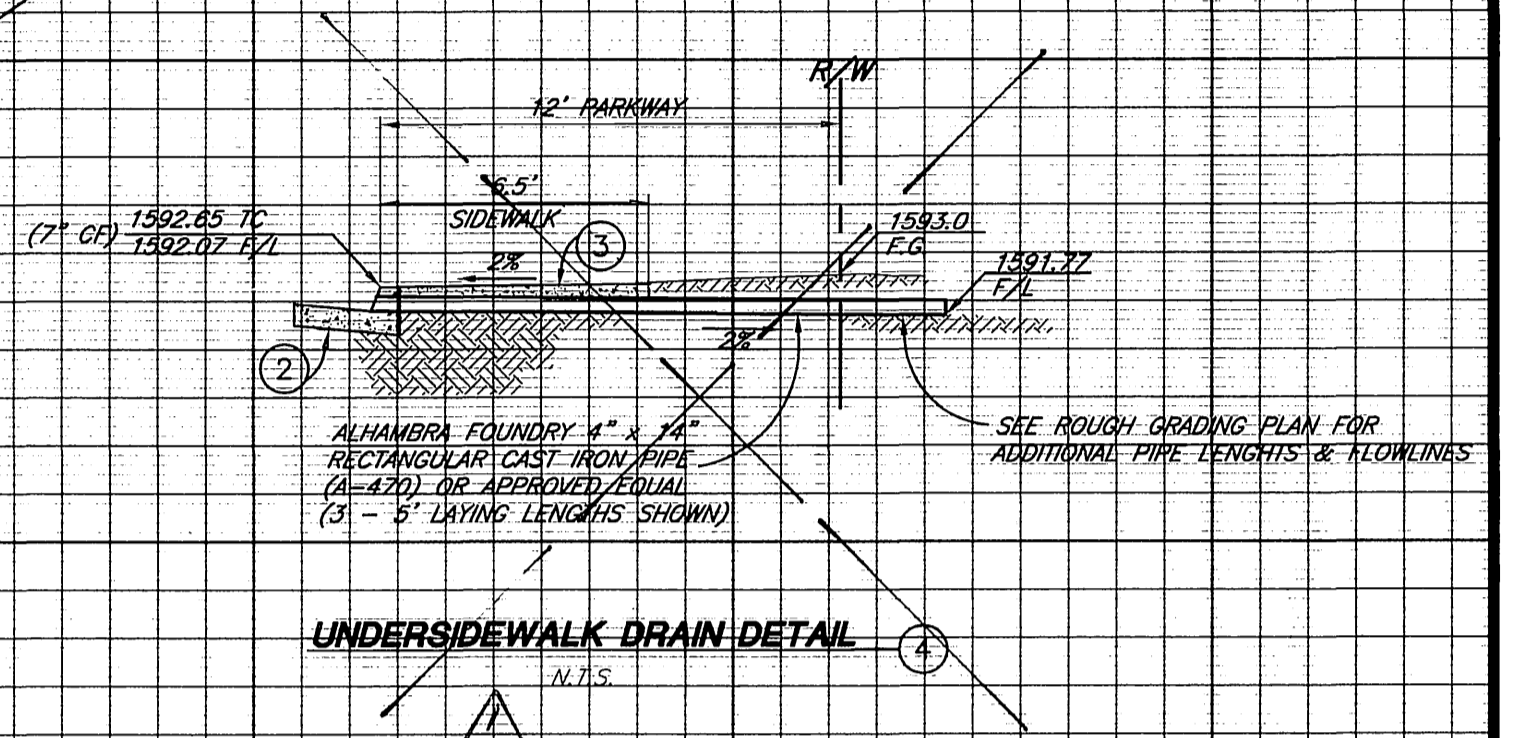 R/W
12' PARKWAY
6.5'
SIDEWALK
(7" CF)
1592.65 TC
1592.07 F/L
3
2%
1593.0
F.G
1591.77
F/L
2
2%
ALHAMBRA FOUNDRY 4" x 14"
RECTANGULAR CAST IRON PIPE
(A-470) OR APPROVED EQUAL
(3 - 5' LAYING LENGTHS SHOWN)
SEE ROUGH GRADING PLAN FOR
ADDITIONAL PIPE LENGHTS & FLOWLINES
UNDERSIDEWALK DRAIN DETAIL
4
N.T.S.
1